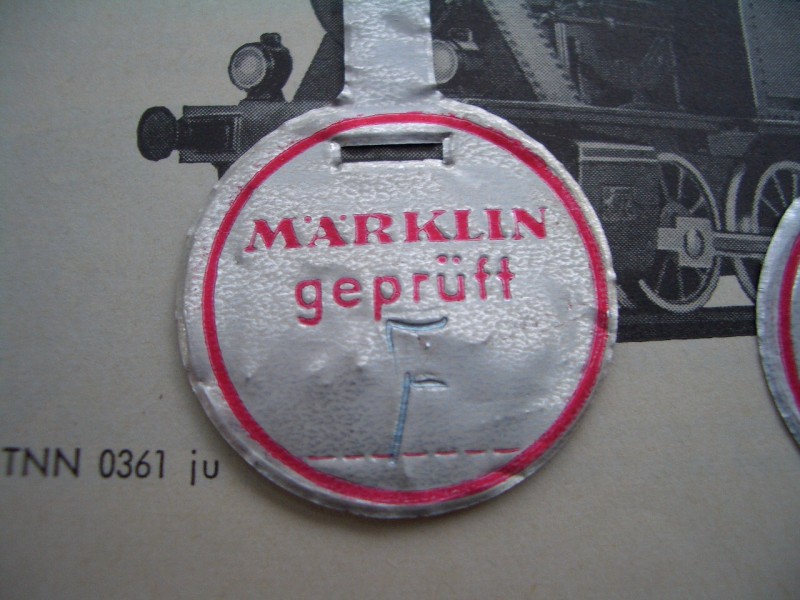 MÄRKLIN
geprüft
F
TNN 0361 ju